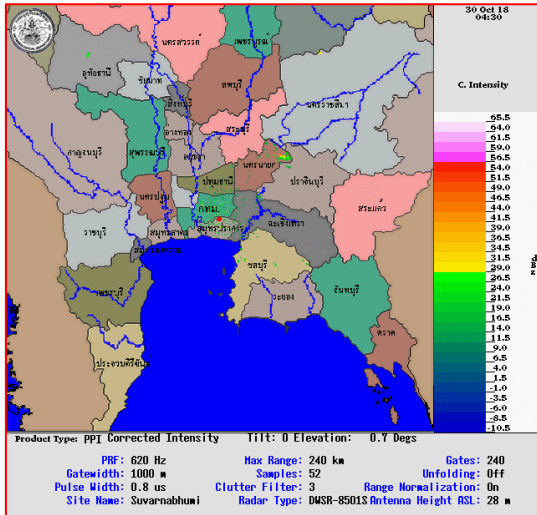 30 Oct 18
04:30
C. Intensity
นครสวรรค์
เพชรบูรณ์
อุทัยธานี
ชัยนาท
ลพบุรี
สิงห์บุรี
นครราชสีมา
อ่างทอง
สระบุรี
กาญจนบุรี
สุพรรณบุรี
อยุธยา
นครนายก
ปราจีนบุรี
ปทุมธานี
นครปฐม
กทม.
สระแก้ว
ราชบุรี
สมุทรสาคร
สมุทรปราการ
ฉะเชิงเทรา
ชลบุรี
เพชรบุรี
ระยอง
จันทบุรี
ตราด
ประจวบคีรีขันธ์
65.5
64.0
61.5
59.0
56.5
54.0
51.5
49.0
46.5
44.0
41.5
39.0
36.5
34.0
31.5
29.0
26.5
24.0
21.5
19.0
16.5
14.0
11.5
9.0
6.5
4.0
1.5
-1.0
-3.5
-6.0
-8.5
-10.5
Product Type: PPI Corrected Intensity Tilt: 0 Elevation: 0.7 Degs
PRF: 620 Hz Max Range: 240 km Gates: 240
Gatewidth: 1000 m Samples: 52 Unfolding: Off
Pulse Width: 0.8 us Clutter Filter: 3 Range Normalization: On
Site Name: Suvarnabhumi Radar Type: DWSR-8501S Antenna Height ASL: 28 m